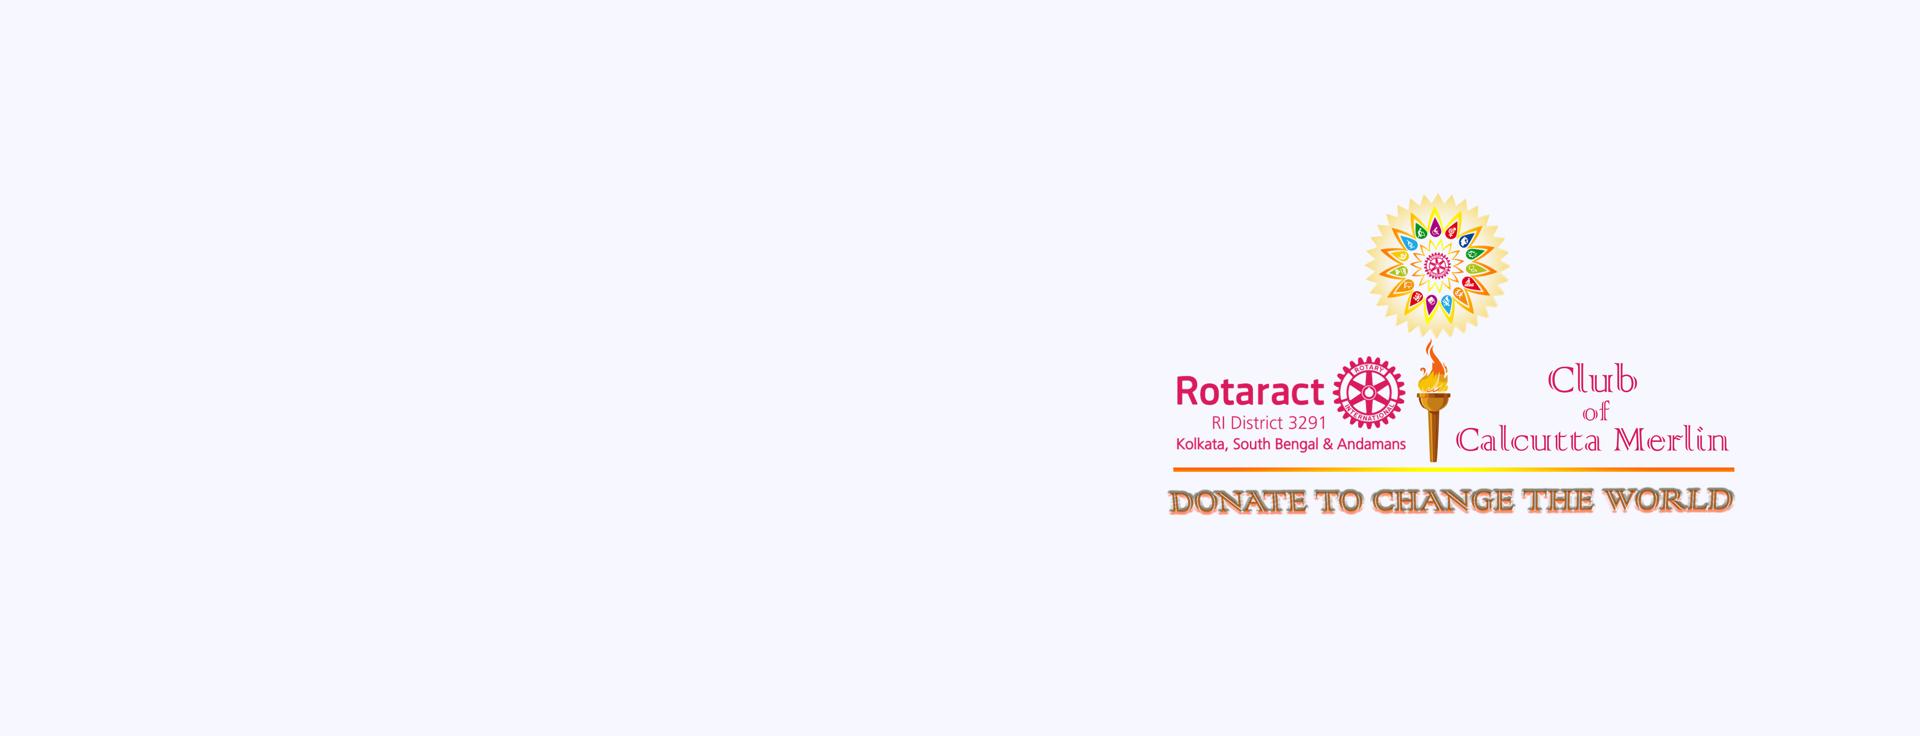 Rotaract
RI District 3291
Kolkata, South Bengal & Andamans
ROTARY
INTERNATIONAL
Club
of
Calcutta Merlin
DONATE TO CHANGE THE WORLD